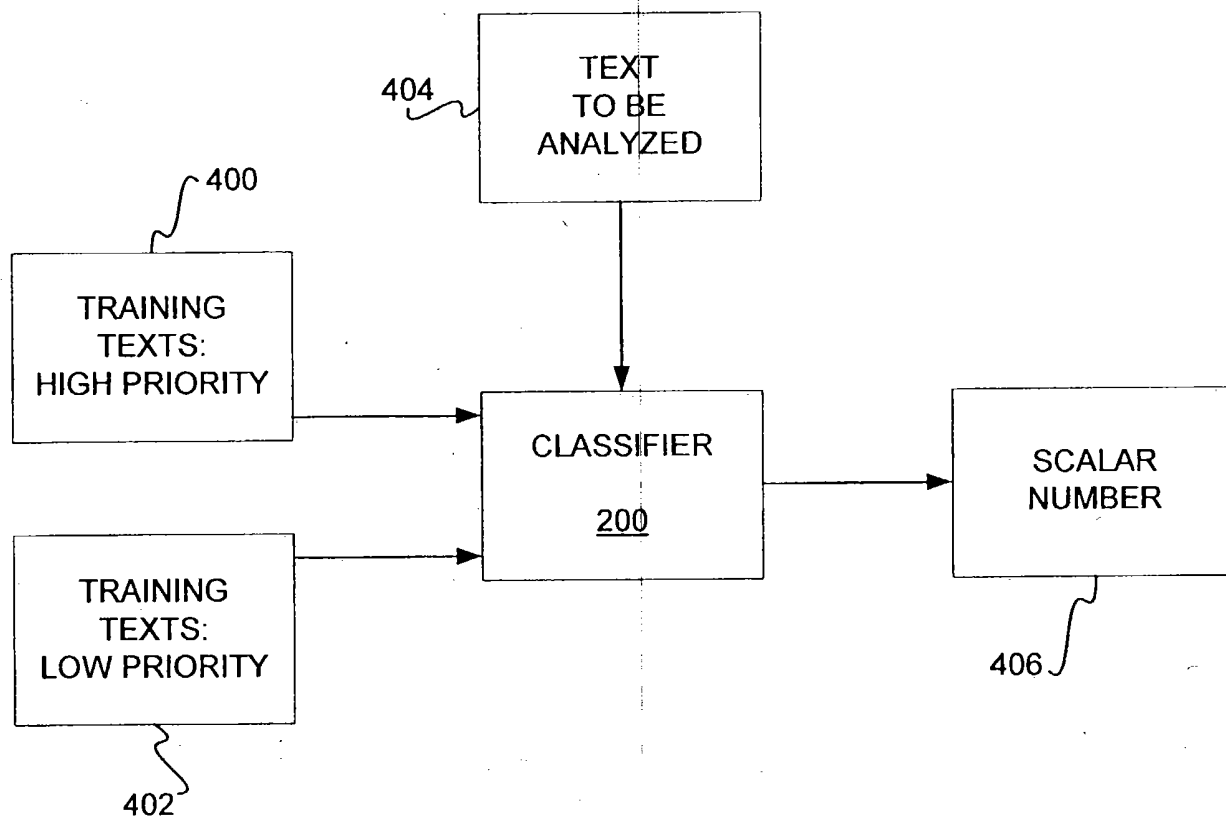 TEXT
TO BE
ANALYZED
404
400
TRAINING
TEXTS:
HIGH PRIORITY
CLASSIFIER
200
SCALAR
NUMBER
TRAINING
TEXTS:
LOW PRIORITY
406
402